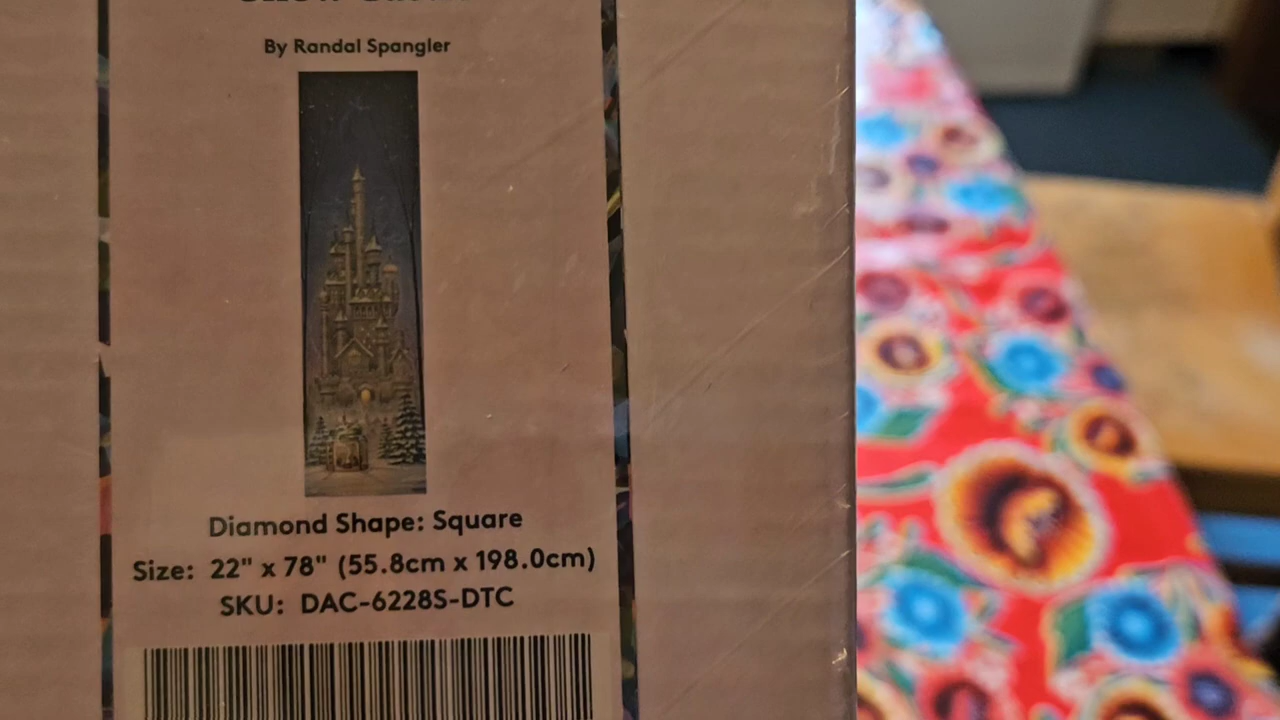 By Randal Spangler
Diamond Shape: Square
Size: 22" x 78" (55.8cm x 198.0cm)
SKU: DAC-6228S-DTC